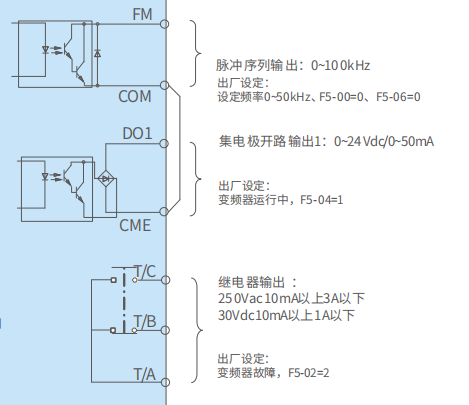 FM
脉冲序列输出：0~100kHz
出厂设定：
设定频率0~50kHz、F5-00=0、F5-06=0
COM
DO1
集电极开路输出1：0~24Vdc/0~50mA
出厂设定：
变频器运行中，F5-04=1
CME
T/C
继电器输出 ：
250Vac10mA以上3A以下
30Vdc10mA以上1A以下
T/B
出厂设定：
变频器故障，F5-02=2
T/A